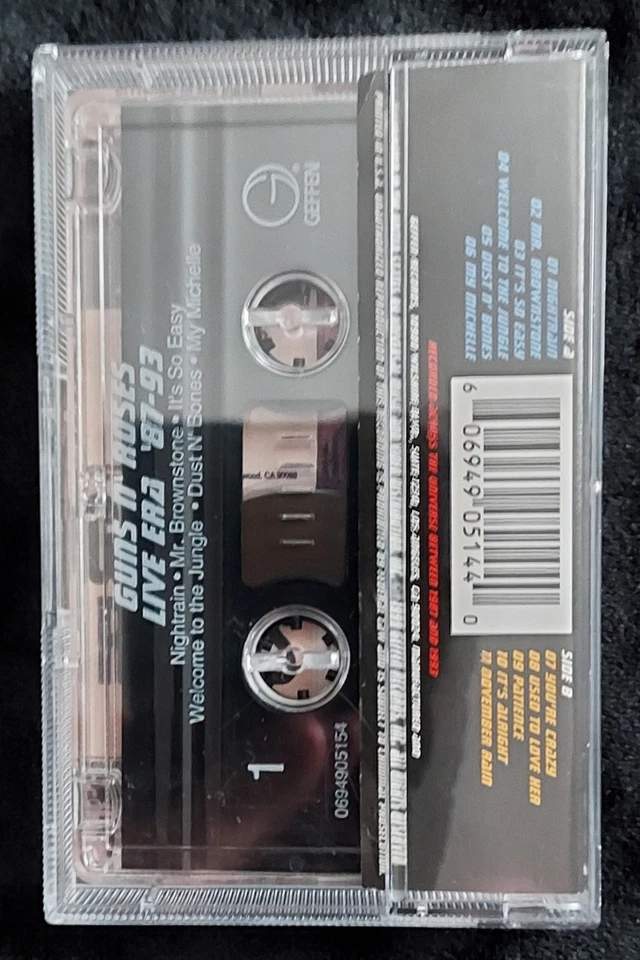 GUNS N' ROSES
LIVE ERA '87-93
Nightrain • Mr. Brownstone • It's So Easy
Welcome to the Jungle • Dust N' Bones • My Michelle
1
GEFFEN
wood, CA 90069
0694905154
SIDE A
01 NIGHTRAIN
02 MR. BROWNSTONE
03 IT'S SO EASY
04 WELCOME TO THE JUNGLE
05 DUST N' BONES
06 MY MICHELLE
6 06949 05144 0
SIDE B
07 YOU'RE CRAZY
08 USED TO LOVE HER
09 PATIENCE
10 IT'S ALRIGHT
11 NOVEMBER RAIN
RECORDED ACROSS THE UNIVERSE BETWEEN 1987 AND 1993